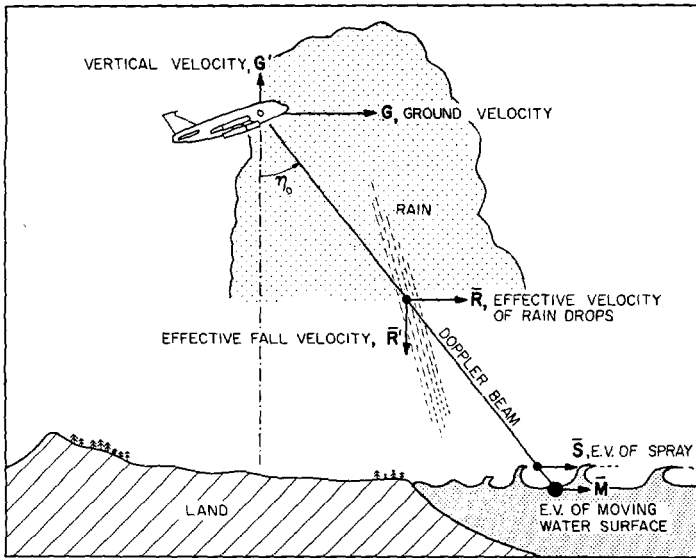 VERTICAL VELOCITY, G'
G, GROUND VELOCITY
η₀
RAIN
R̄, EFFECTIVE VELOCITY
OF RAIN DROPS
EFFECTIVE FALL VELOCITY, R̄'
DOPPLER BEAM
S̄, E.V. OF SPRAY
M̄
E.V. OF MOVING
WATER SURFACE
LAND